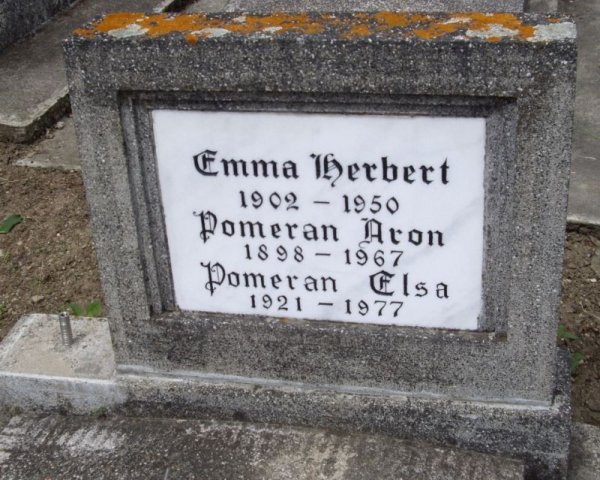 Emma Herbert
1902 - 1950
Pomeran Aron
1898 - 1967
Pomeran Elsa
1921 - 1977